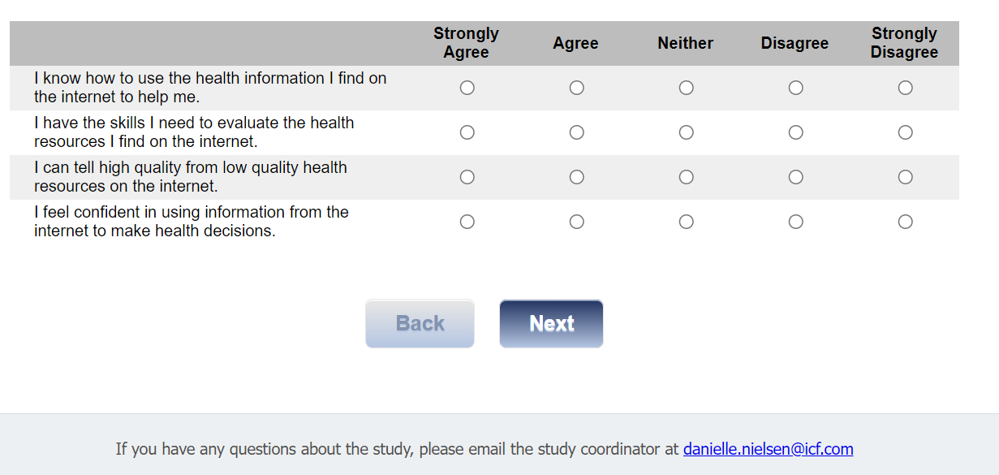 Strongly Agree Agree Neither Disagree Strongly Disagree
I know how to use the health information I find on
the internet to help me.
I have the skills I need to evaluate the health
resources I find on the internet.
I can tell high quality from low quality health
resources on the internet.
I feel confident in using information from the
internet to make health decisions.
Back Next
If you have any questions about the study, please email the study coordinator at danielle.nielsen@icf.com